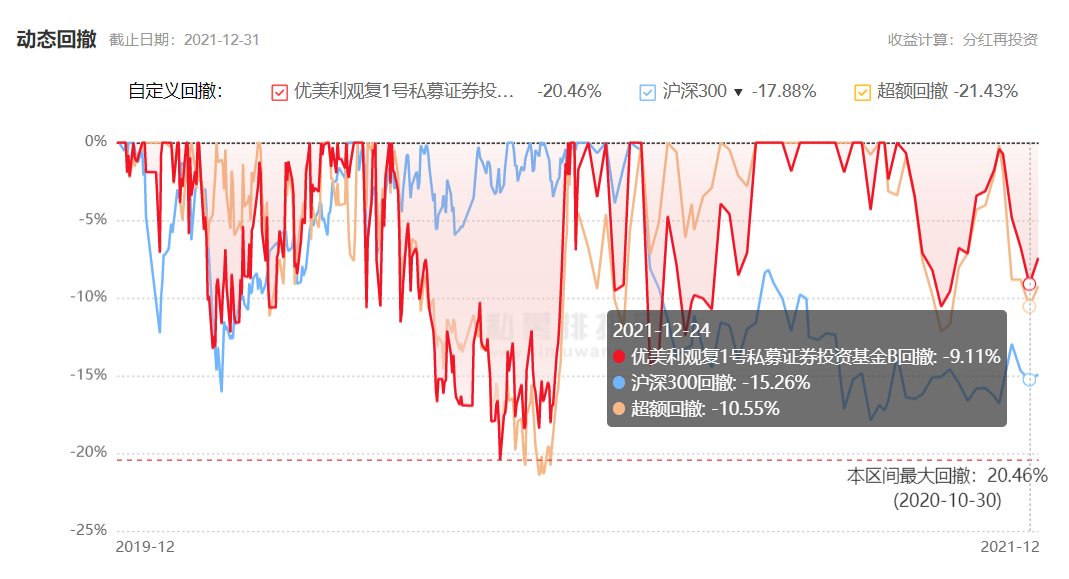 动态回撤 截止日期：2021-12-31 收益计算：分红再投资
自定义回撤： 优美利观复1号私募证券投... -20.46% 沪深300 -17.88% 超额回撤 -21.43%
0%
-5%
-10%
-15%
-20%
-25%
2021-12-24
优美利观复1号私募证券投资基金B回撤: -9.11%
沪深300回撤: -15.26%
超额回撤: -10.55%
本区间最大回撤：20.46%
(2020-10-30)
2019-12 2021-12